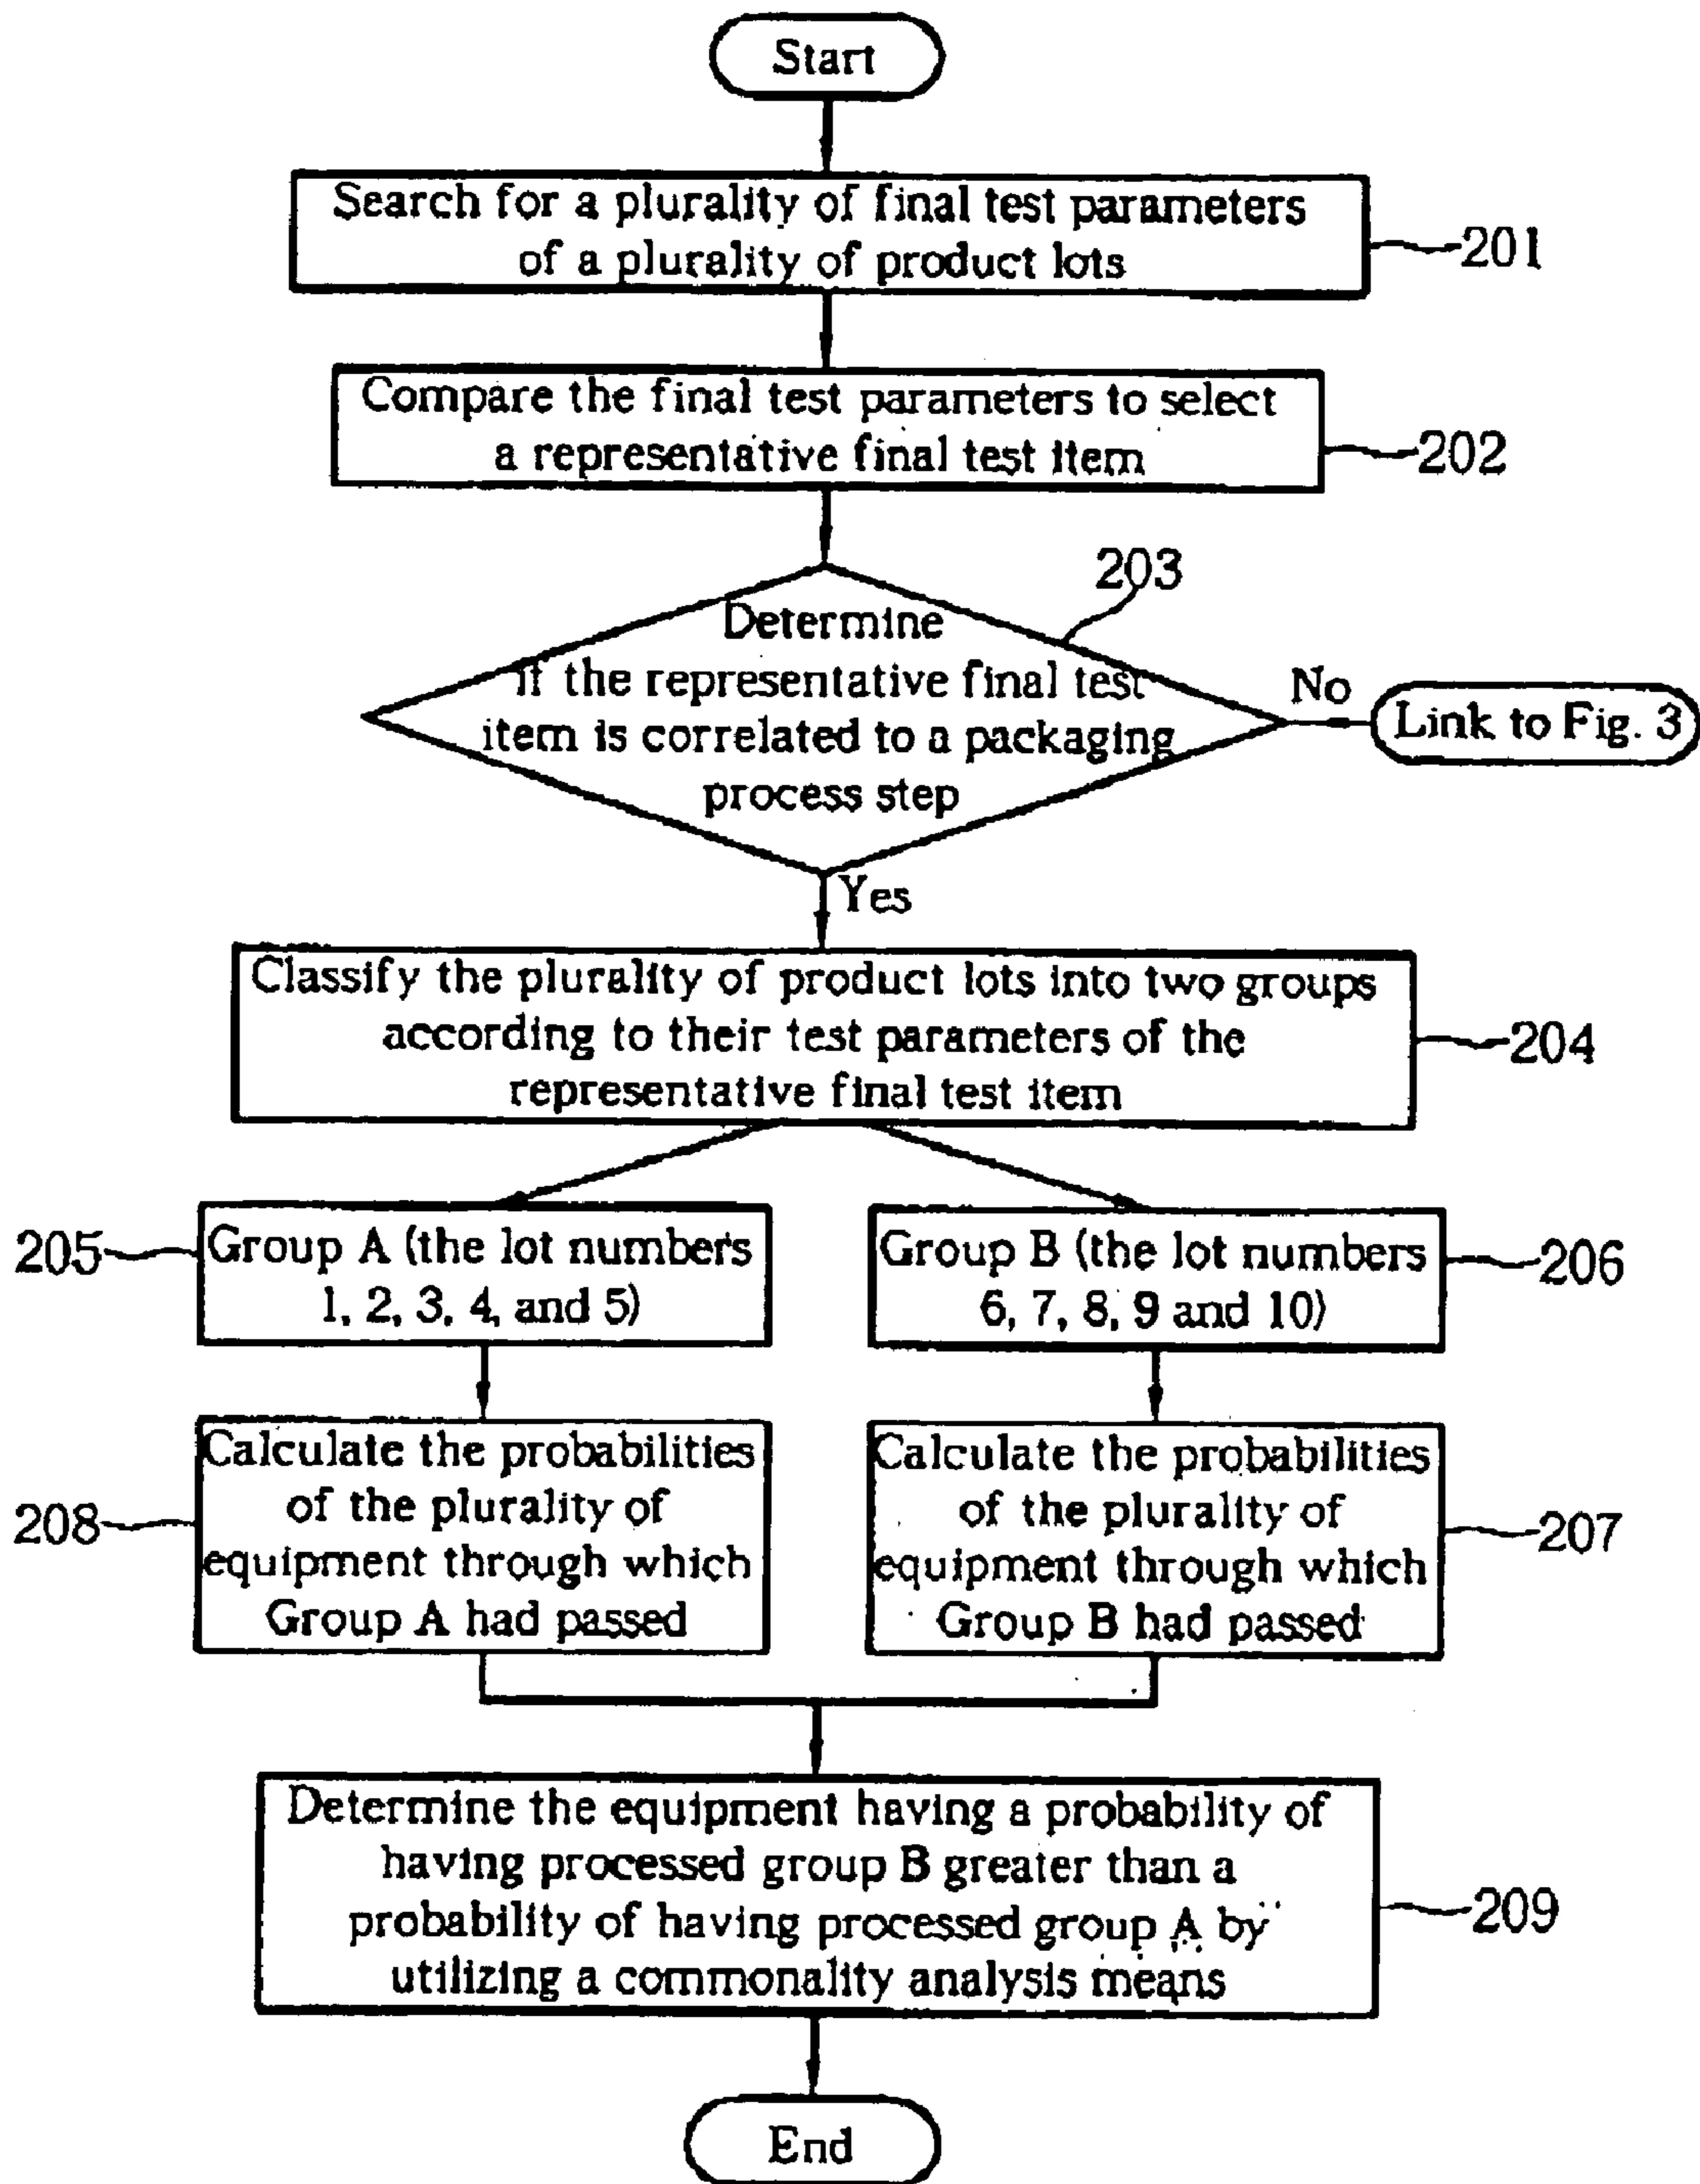 Start
Search for a plurality of final test parameters
of a plurality of product lots
201
Compare the final test parameters to select
a representative final test item
202
203
Determine
if the representative final test
item is correlated to a packaging
process step
No
Link to Fig. 3
Yes
Classify the plurality of product lots into two groups
according to their test parameters of the
representative final test item
204
205
Group A (the lot numbers
1, 2, 3, 4, and 5)
Group B (the lot numbers
6, 7, 8, 9 and 10)
206
208
Calculate the probabilities
of the plurality of
equipment through which
Group A had passed
Calculate the probabilities
of the plurality of
equipment through which
Group B had passed
207
Determine the equipment having a probability of
having processed group B greater than a
probability of having processed group A by
utilizing a commonality analysis means
209
End